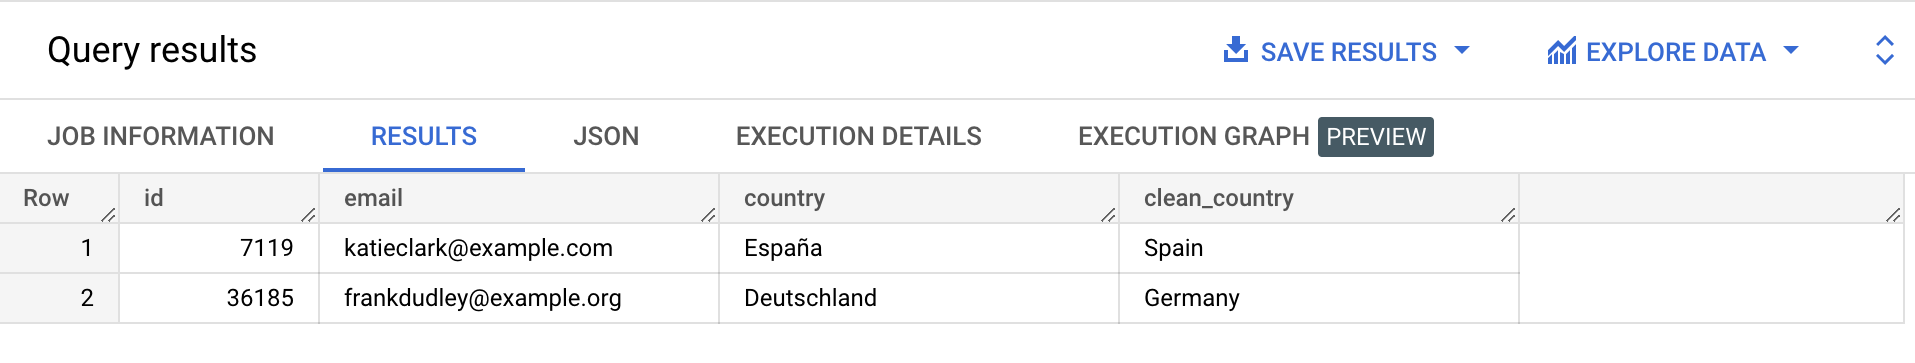 Query results SAVE RESULTS EXPLORE DATA
JOB INFORMATION RESULTS JSON EXECUTION DETAILS EXECUTION GRAPH PREVIEW
Row id email country clean_country
1 7119 katieclark@example.com España Spain
2 36185 frankdudley@example.org Deutschland Germany